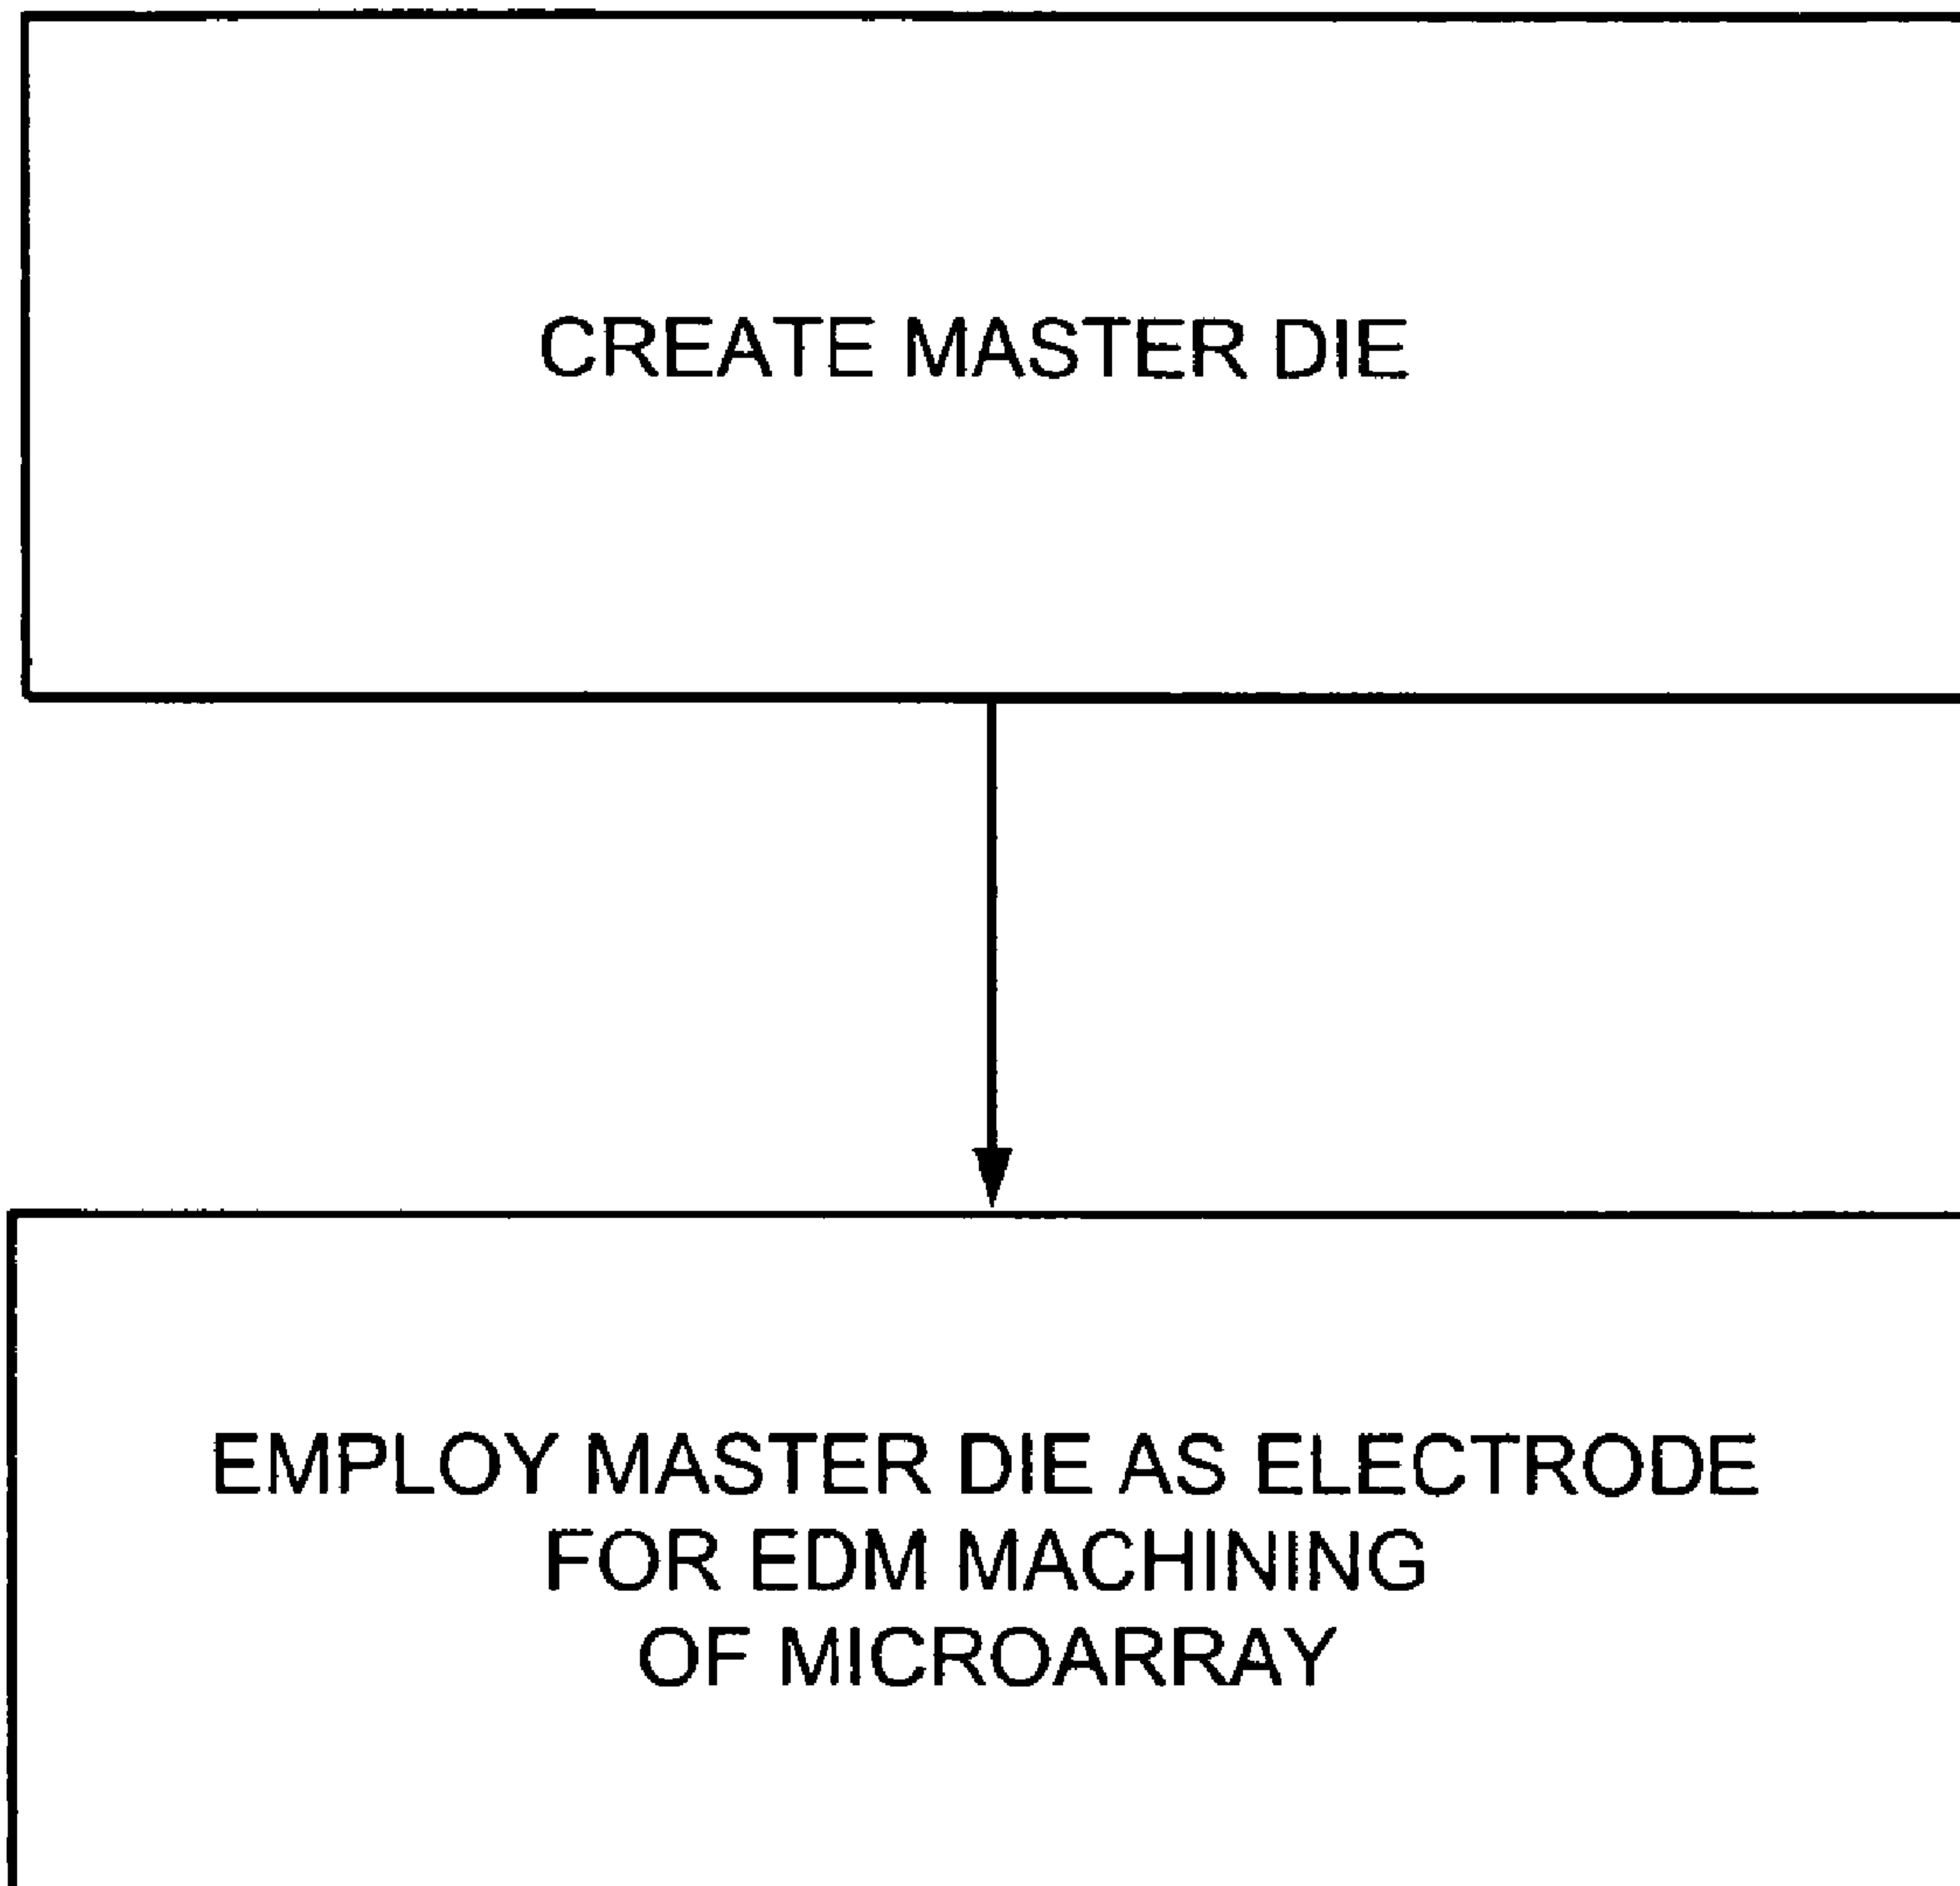 CREATE MASTER DIE
EMPLOY MASTER DIE AS ELECTRODE
FOR EDM MACHINING
OF MICROARRAY